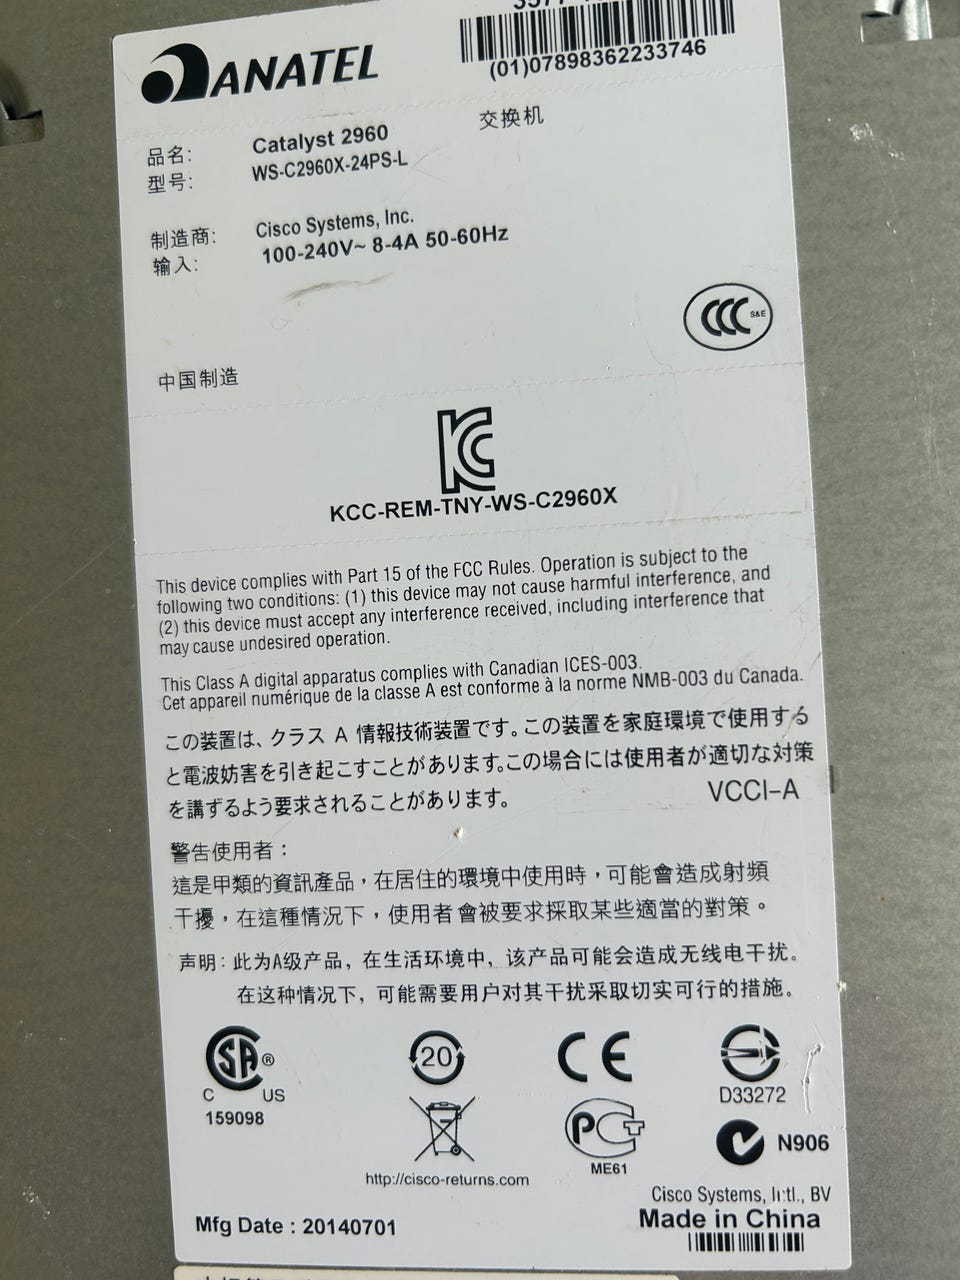 ANATEL
(01)07898362233746
品名: Catalyst 2960 交换机
型号: WS-C2960X-24PS-L
制造商: Cisco Systems, Inc.
输入: 100-240V~ 8-4A 50-60Hz
CCC S&E
中国制造
KC
KCC-REM-TNY-WS-C2960X
This device complies with Part 15 of the FCC Rules. Operation is subject to the
following two conditions: (1) this device may not cause harmful interference, and
(2) this device must accept any interference received, including interference that
may cause undesired operation.
This Class A digital apparatus complies with Canadian ICES-003.
Cet appareil numérique de la classe A est conforme à la norme NMB-003 du Canada.
この装置は、クラス A 情報技術装置です。この装置を家庭環境で使用する
と電波妨害を引き起こすことがあります。この場合には使用者が適切な対策
を講ずるよう要求されることがあります。 VCCI-A
警告使用者：
這是甲類的資訊產品，在居住的環境中使用時，可能會造成射頻
干擾，在這種情況下，使用者會被要求採取某些適當的對策。
声明：此为A级产品，在生活环境中，该产品可能会造成无线电干扰。
在这种情况下，可能需要用户对其干扰采取切实可行的措施。
SA ® 20 CE
C US D33272
159098
PCT N906
ME61
http://cisco-returns.com
Cisco Systems, Intl., BV
Mfg Date : 20140701 Made in China